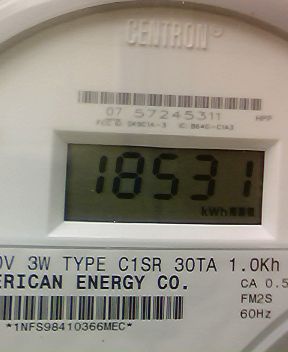 CENTRON®
07 57245311
HPP
18531
kWh
0V 3W TYPE C1SR 30TA 1.0Kh
ERICAN ENERGY CO.
CA 0.5
FM2S
60Hz
*1NFS98410366MEC*